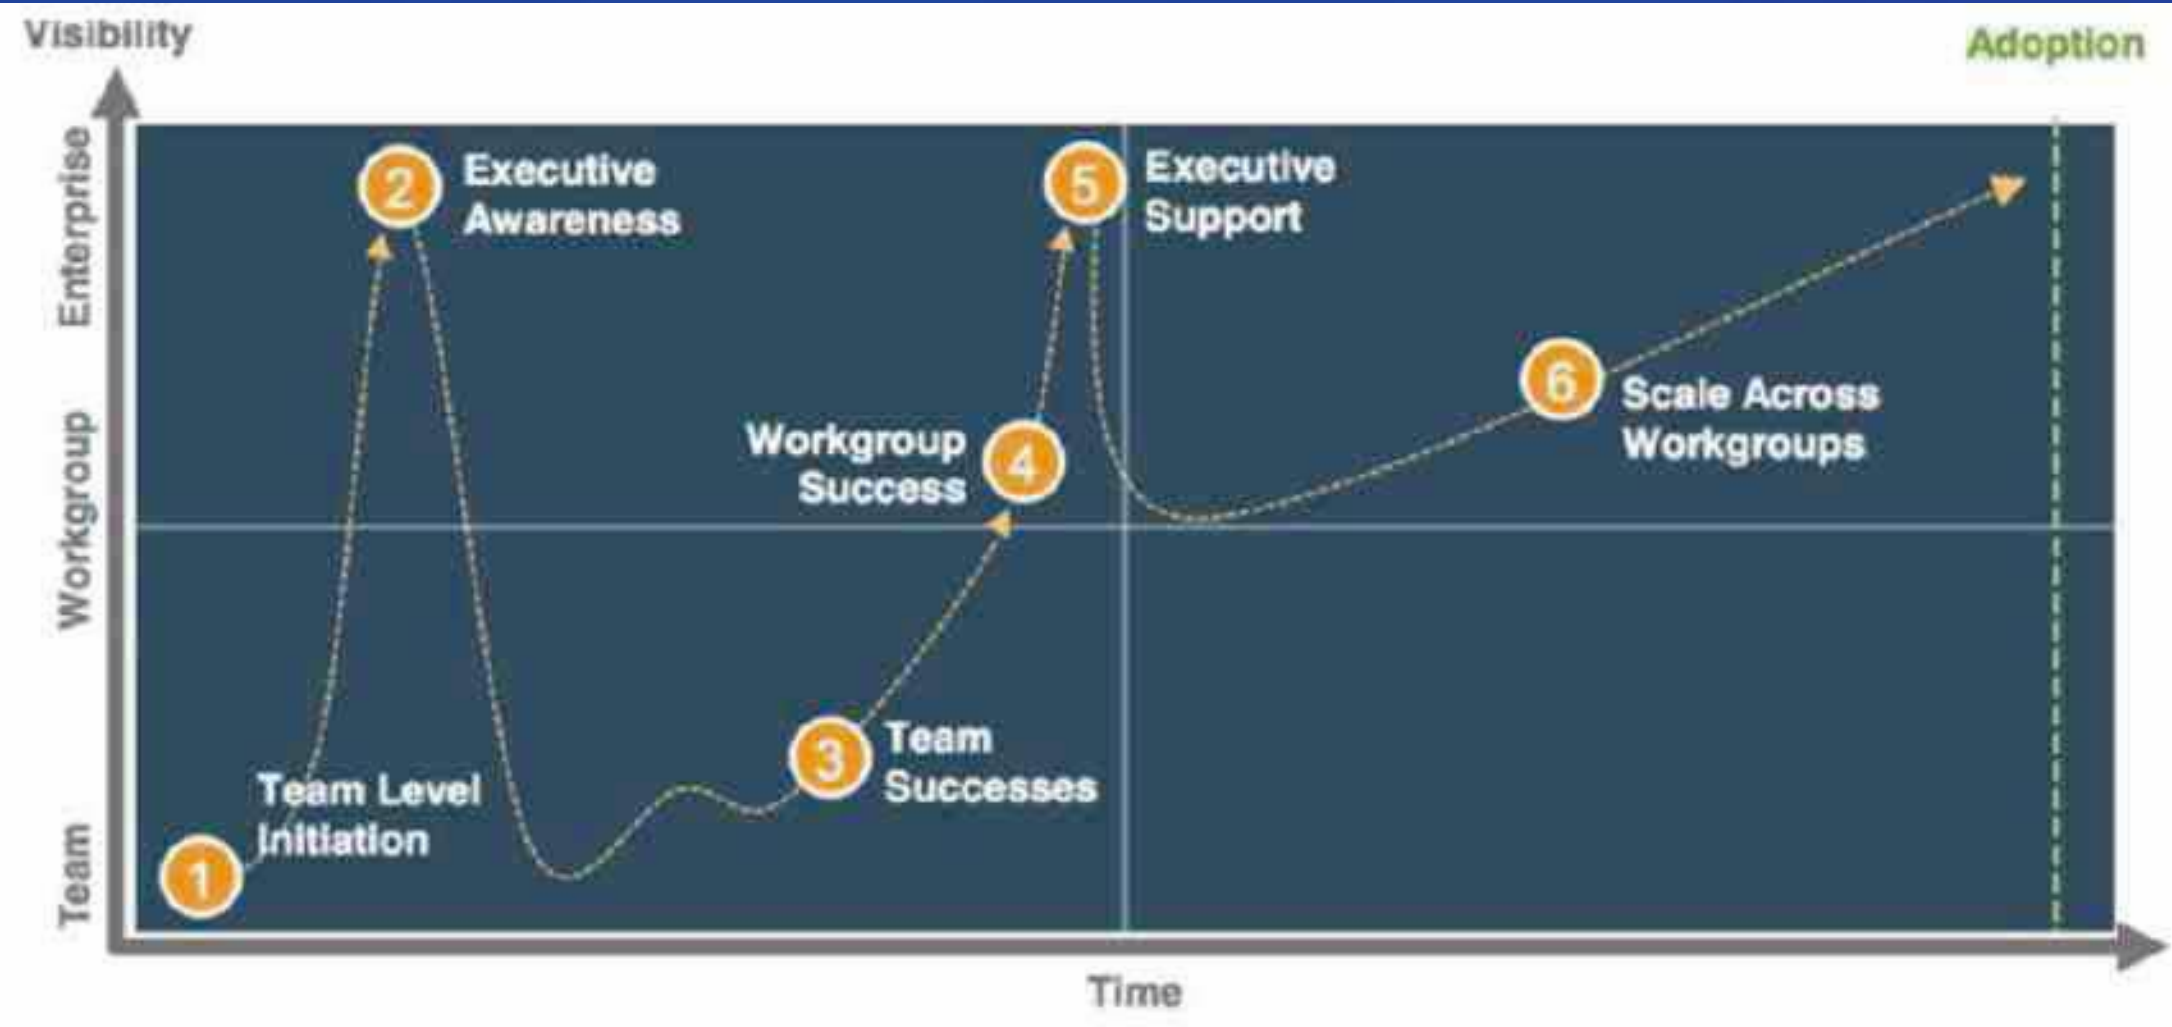 Visibility
Adoption
Enterprise
Workgroup
Team
2
Executive
Awareness
5
Executive
Support
6
Scale Across
Workgroups
Workgroup
Success
4
3
Team
Successes
Team Level
Initiation
1
Time